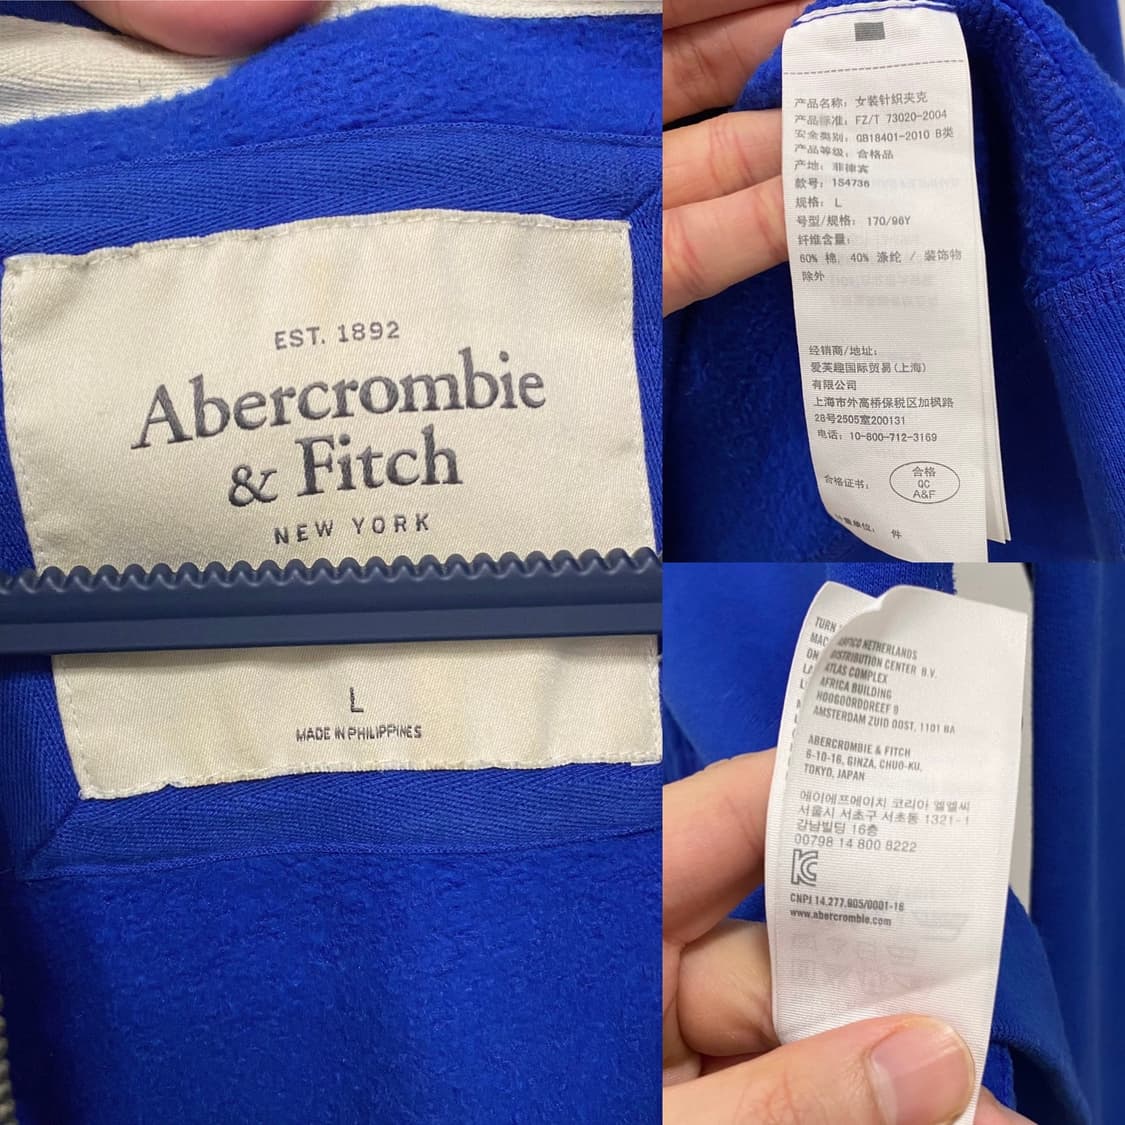 EST. 1892
Abercrombie
& Fitch
NEW YORK
L
MADE IN PHILIPPINES
产品名称: 女装针织夹克
产品标准: FZ/T 73020-2004
安全类别: GB18401-2010 B类
产品等级: 合格品
产地: 菲律宾
款号: 154736
规格: L
号型/规格: 170/96Y
纤维含量:
60% 棉, 40% 涤纶 / 装饰物
除外
经销商/地址:
爱芙趣国际贸易(上海)
有限公司
上海市外高桥保税区加枫路
28号2505室200131
电话: 10-800-712-3169
合格证书:
合格
QC
A&F
计量单位: 件
TURN
MAC
ON
NETHERLANDS
DISTRIBUTION CENTER B.V.
ATLAS COMPLEX
AFRICA BUILDING
HOOGOORDDREEF 9
AMSTERDAM ZUID OOST, 1101 BA
ABERCROMBIE & FITCH
6-10-16, GINZA, CHUO-KU,
TOKYO, JAPAN
에이에프에이치 코리아 엘엘씨
서울시 서초구 서초동 1321-1
강남빌딩 16층
00798 14 800 8222
KC
CNPJ 14.277.905/0001-16
www.abercrombie.com